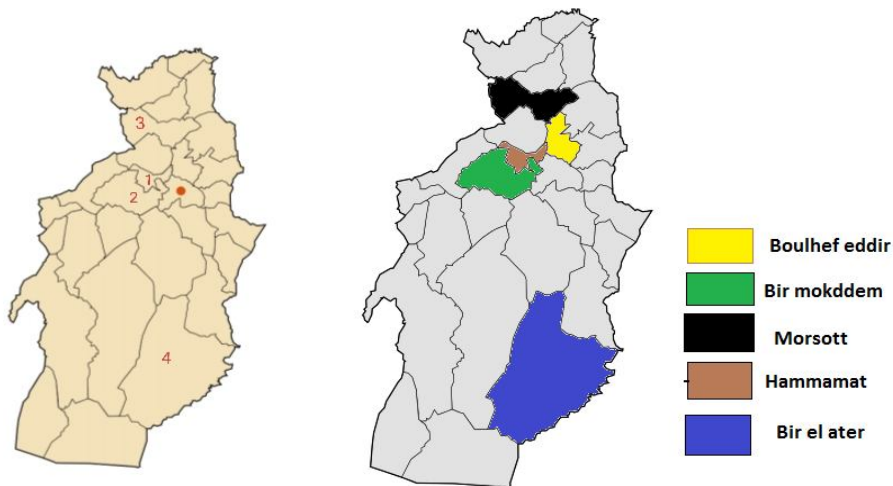 3
1
2
4
Boulhef eddir
Bir mokddem
Morsott
Hammamat
Bir el ater